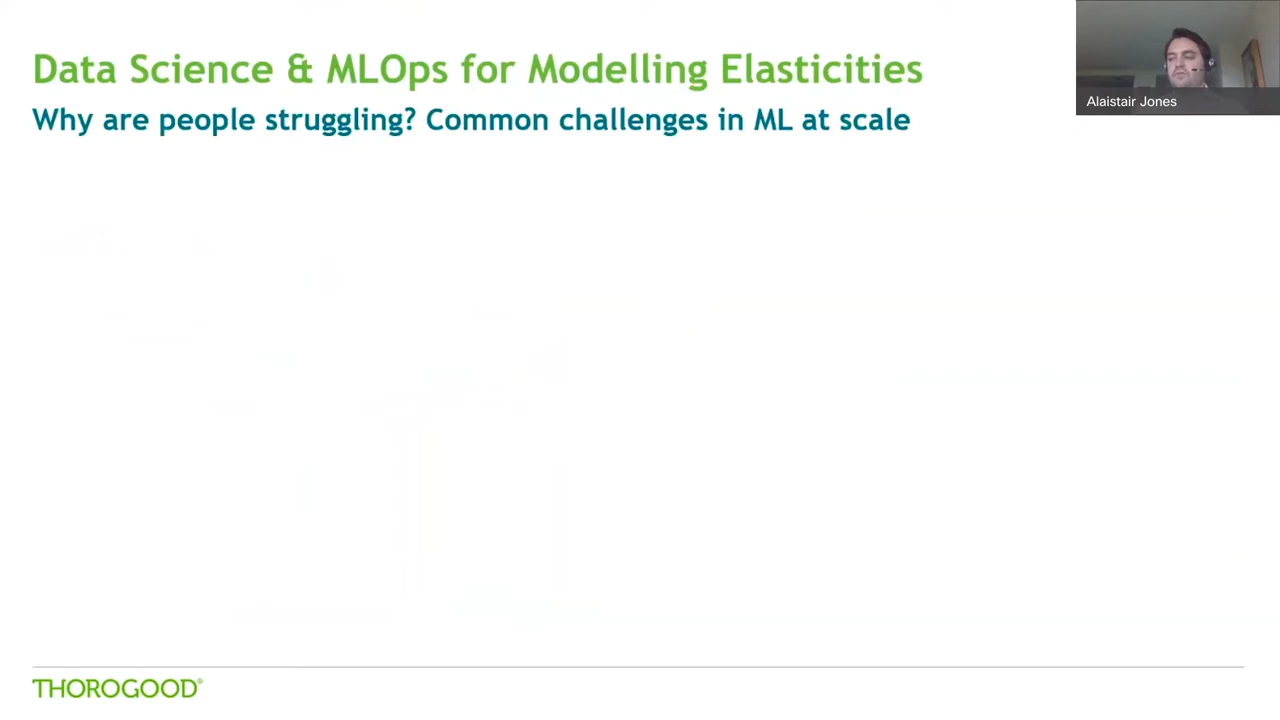 Data Science & MLOps for Modelling Elasticities
Why are people struggling? Common challenges in ML at scale
Alaistair Jones
THOROGOOD®